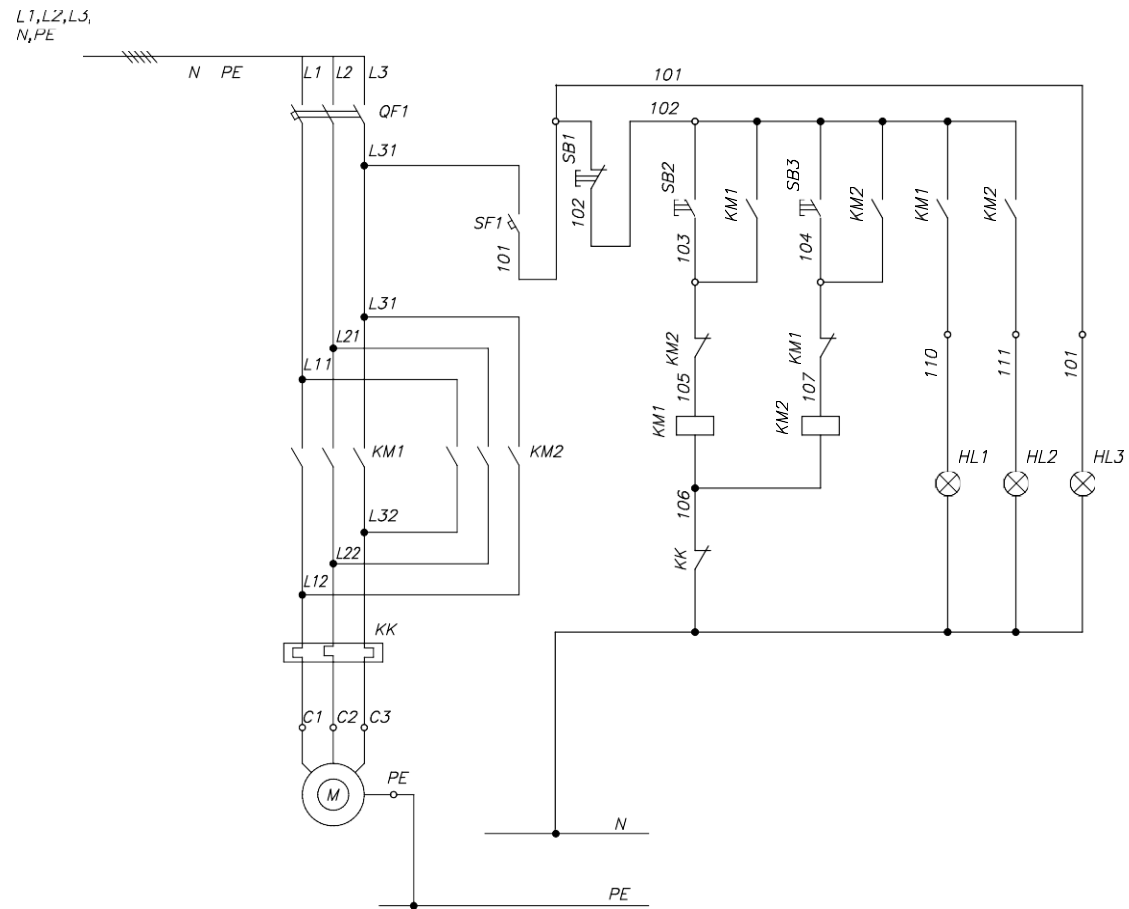 L1,L2,L3,
N,PE
N PE L1 L2 L3
101
102
QF1
L31
SB1
102
SF1
101
SB2
KM1
SB3
KM2
KM1
KM2
103
104
L31
L21
L11
KM2
KM1
110
111
101
105
107
KM1
KM2
KM1
KM2
HL1
HL2
HL3
106
L32
L22
KK
L12
KK
C1
C2
C3
M
PE
N
PE